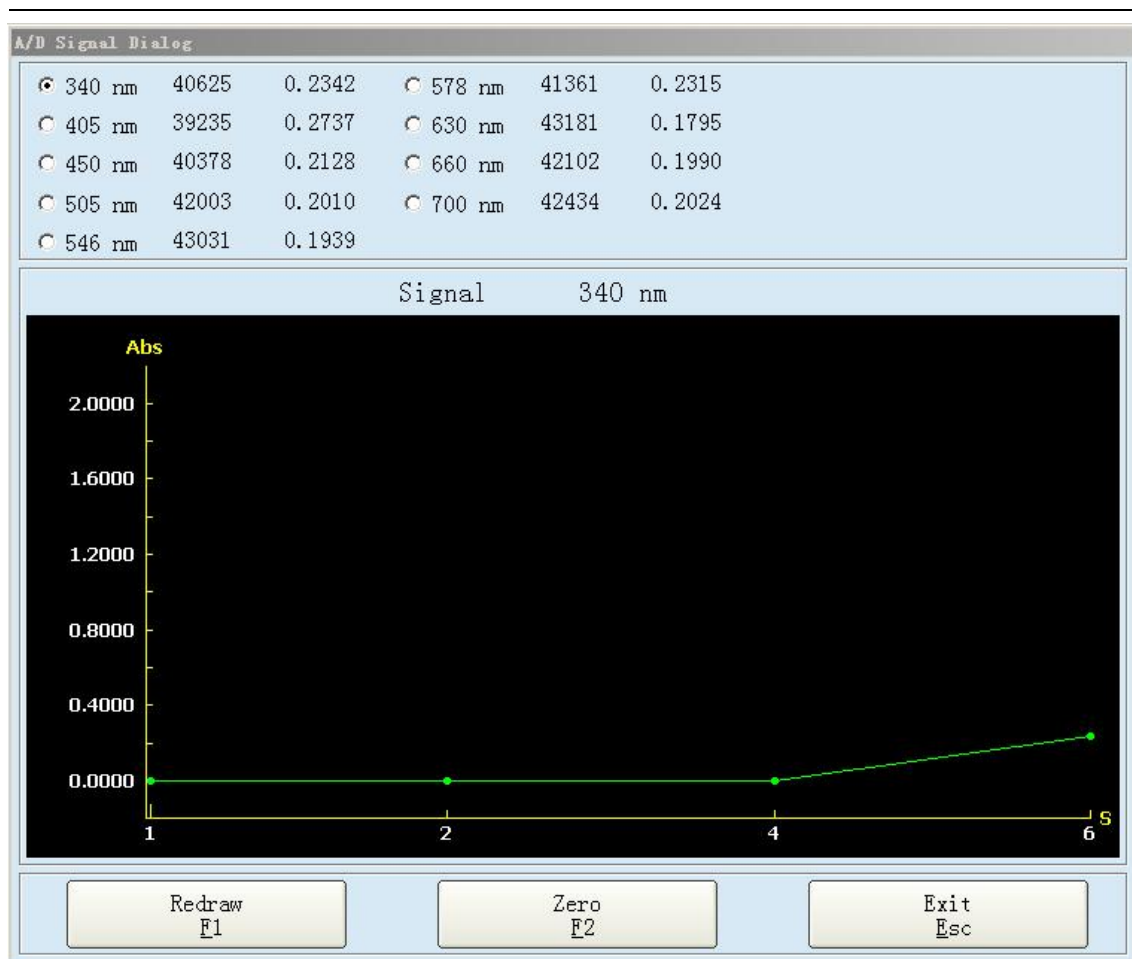 A/D Signal Dialog
340 nm 40625 0.2342 578 nm 41361 0.2315
405 nm 39235 0.2737 630 nm 43181 0.1795
450 nm 40378 0.2128 660 nm 42102 0.1990
505 nm 42003 0.2010 700 nm 42434 0.2024
546 nm 43031 0.1939
Signal 340 nm
Abs
2.0000
1.6000
1.2000
0.8000
0.4000
0.0000
1 2 4 6 S
Redraw Zero Exit
F1 F2 Esc